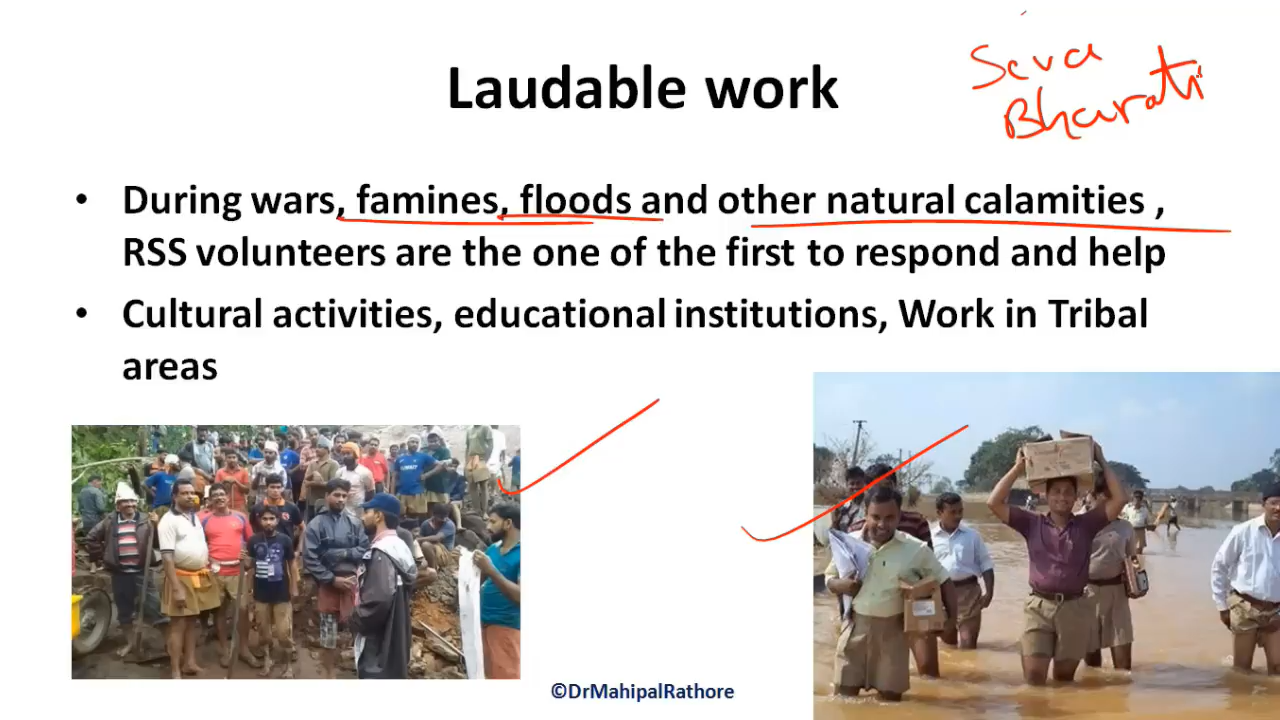 Laudable work
Seva
Bharati
• During wars, famines, floods and other natural calamities ,
RSS volunteers are the one of the first to respond and help
• Cultural activities, educational institutions, Work in Tribal
areas
©DrMahipalRathore